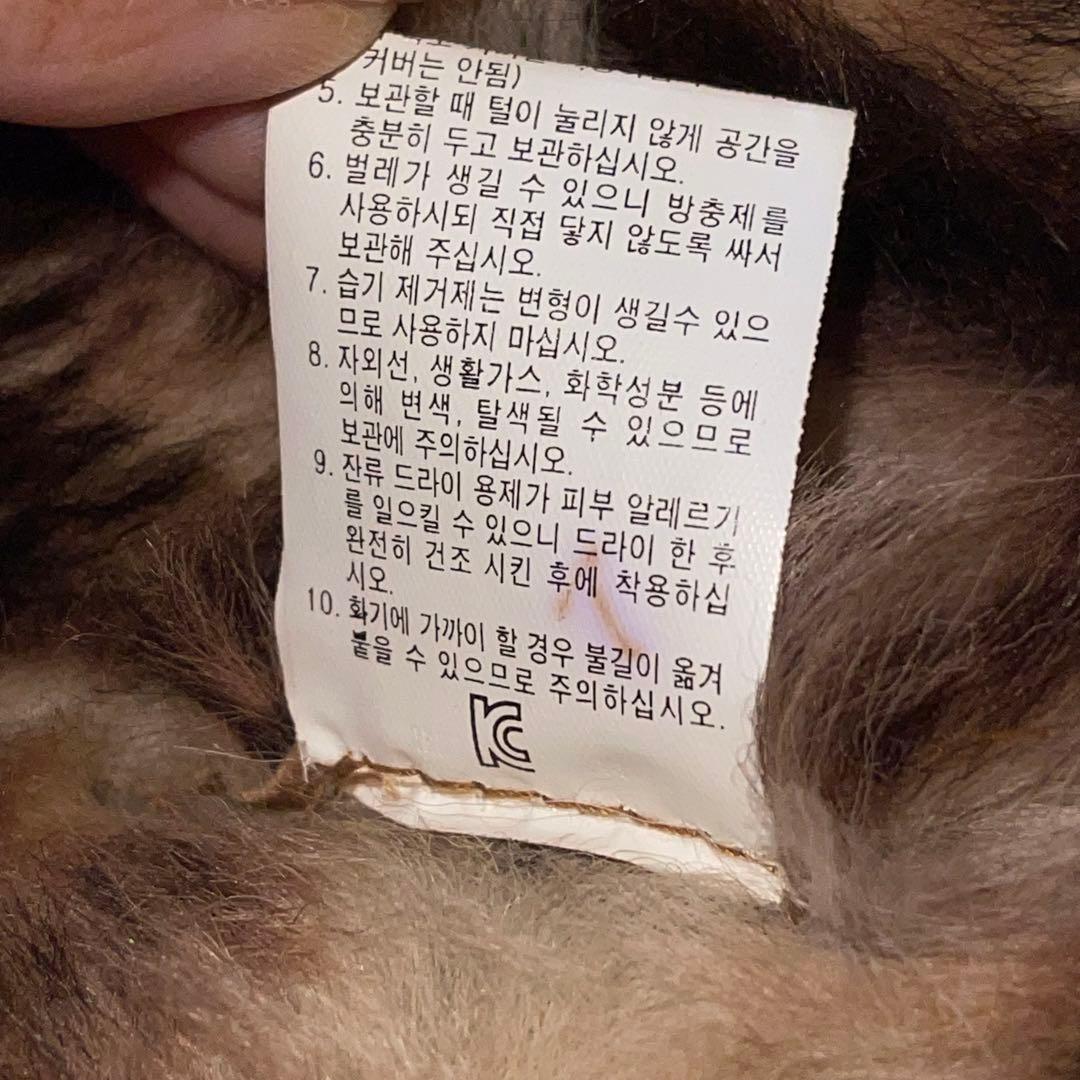 커버는 안됨)
5. 보관할 때 털이 눌리지 않게 공간을
충분히 두고 보관하십시오.
6. 벌레가 생길 수 있으니 방충제를
사용하시되 직접 닿지 않도록 싸서
보관해 주십시오.
7. 습기 제거제는 변형이 생길수 있으
므로 사용하지 마십시오.
8. 자외선, 생활가스, 화학성분 등에
의해 변색, 탈색될 수 있으므로
보관에 주의하십시오.
9. 잔류 드라이 용제가 피부 알레르기
를 일으킬 수 있으니 드라이 한 후
완전히 건조 시킨 후에 착용하십
시오.
10. 화기에 가까이 할 경우 불길이 옮겨
붙을 수 있으므로 주의하십시오.
KC